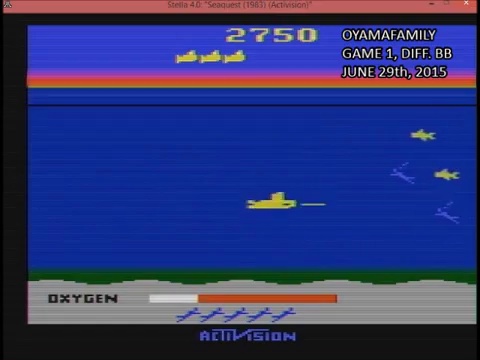 Stella 4.0: "Seaquest (1983) (Activision)"
2750
OYAMAFAMILY
GAME 1, DIFF. BB
JUNE 29th, 2015
OXYGEN
ACTIVISION